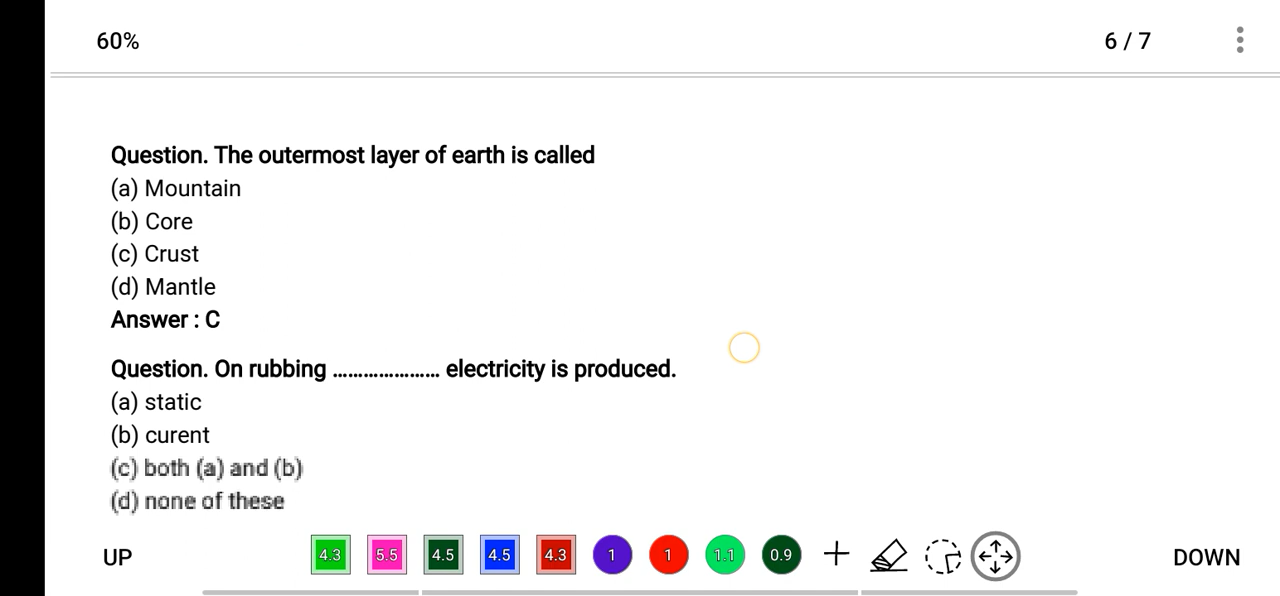 60%
6 / 7
Question. The outermost layer of earth is called
(a) Mountain
(b) Core
(c) Crust
(d) Mantle
Answer : C
Question. On rubbing ..................... electricity is produced.
(a) static
(b) curent
(c) both (a) and (b)
(d) none of these
UP
4.3 5.5 4.5 4.5 4.3 1 1 1.1 0.9
DOWN